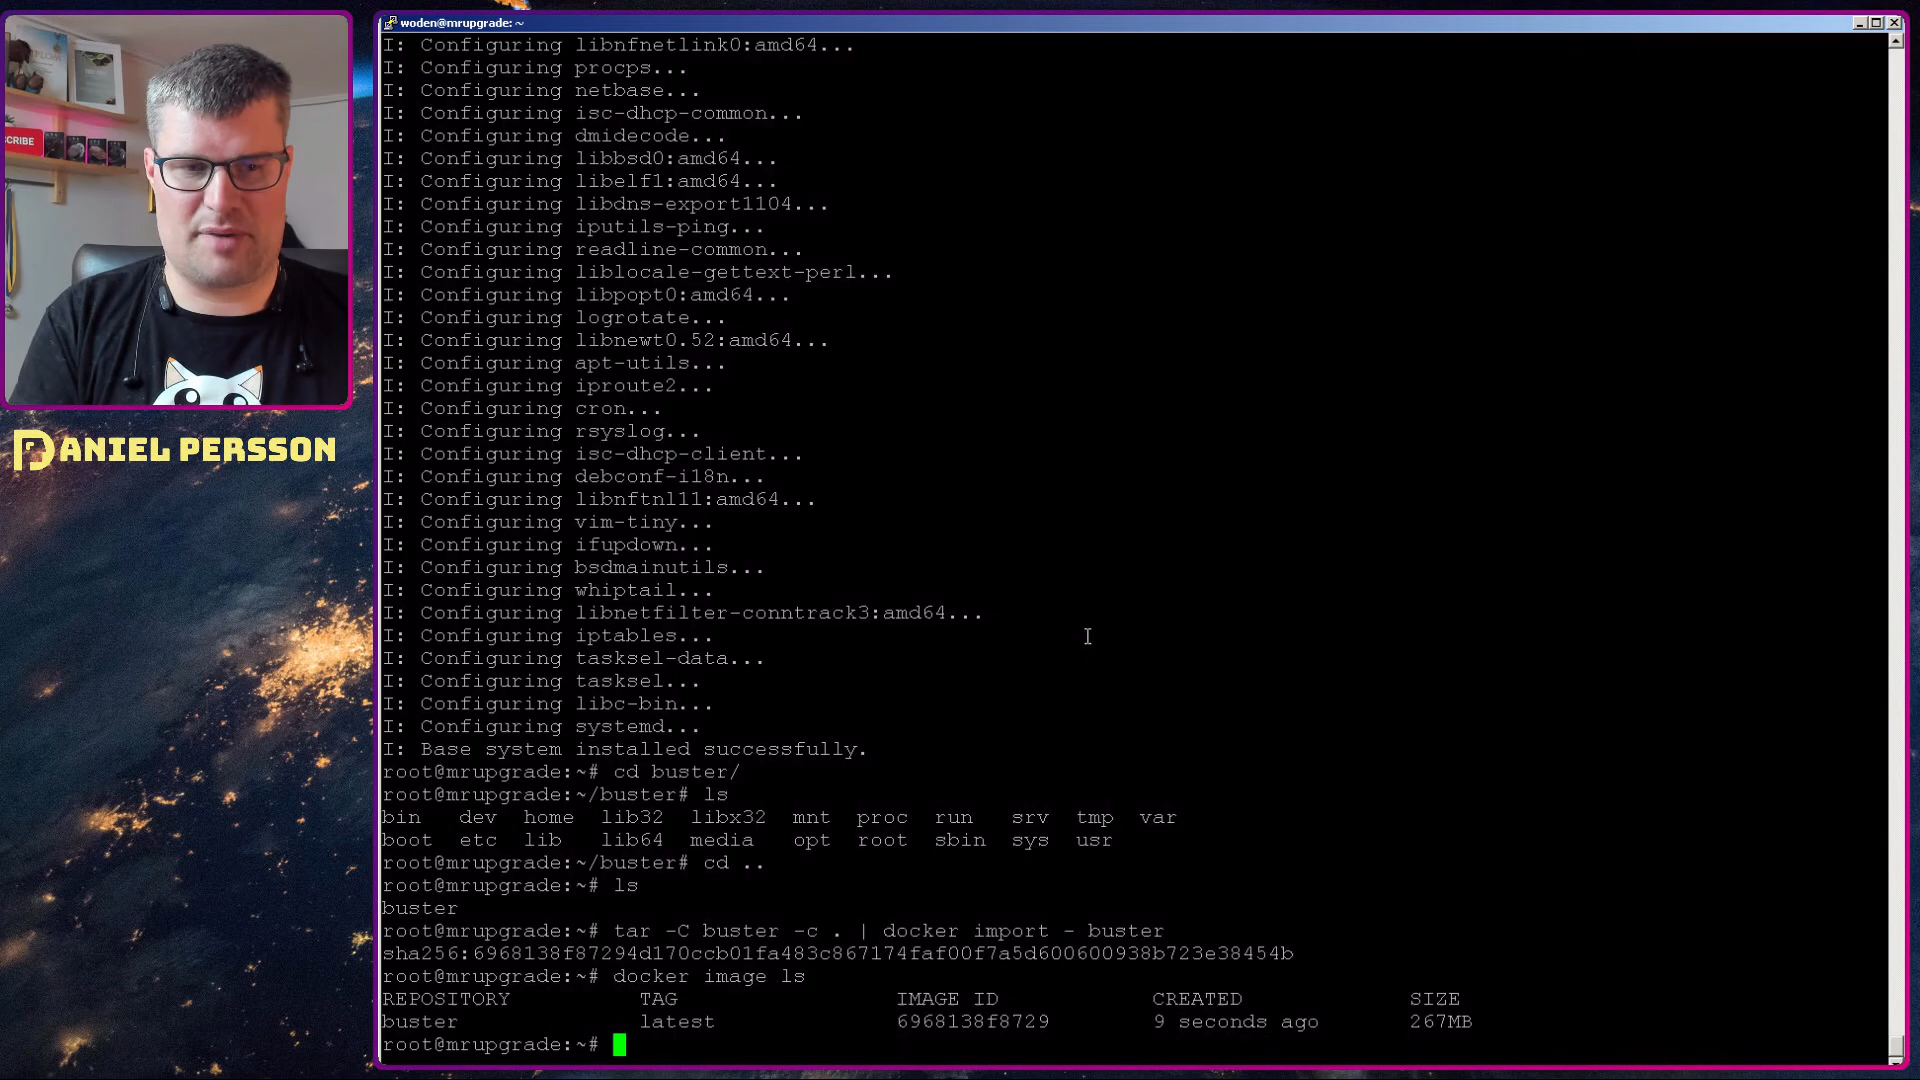 woden@mrupgrade: ~
I: Configuring libnfnetlink0:amd64...
I: Configuring procps...
I: Configuring netbase...
I: Configuring isc-dhcp-common...
I: Configuring dmidecode...
I: Configuring libbsd0:amd64...
I: Configuring libelf1:amd64...
I: Configuring libdns-export1104...
I: Configuring iputils-ping...
I: Configuring readline-common...
I: Configuring liblocale-gettext-perl...
I: Configuring libpopt0:amd64...
I: Configuring logrotate...
I: Configuring libnewt0.52:amd64...
I: Configuring apt-utils...
I: Configuring iproute2...
I: Configuring cron...
I: Configuring rsyslog...
I: Configuring isc-dhcp-client...
I: Configuring debconf-i18n...
I: Configuring libnftnl11:amd64...
I: Configuring vim-tiny...
I: Configuring ifupdown...
I: Configuring bsdmainutils...
I: Configuring whiptail...
I: Configuring libnetfilter-conntrack3:amd64...
I: Configuring iptables...
I: Configuring tasksel-data...
I: Configuring tasksel...
I: Configuring libc-bin...
I: Configuring systemd...
I: Base system installed successfully.
root@mrupgrade:~# cd buster/
root@mrupgrade:~/buster# ls
bin dev home lib32 libx32 mnt proc run srv tmp var
boot etc lib lib64 media opt root sbin sys usr
root@mrupgrade:~/buster# cd ..
root@mrupgrade:~# ls
buster
root@mrupgrade:~# tar -C buster -c . | docker import - buster
sha256:6968138f87294d170ccb01fa483c867174faf00f7a5d600600938b723e38454b
root@mrupgrade:~# docker image ls
REPOSITORY TAG IMAGE ID CREATED SIZE
buster latest 6968138f8729 9 seconds ago 267MB
root@mrupgrade:~#
SCRIBE
DANIEL PERSSON